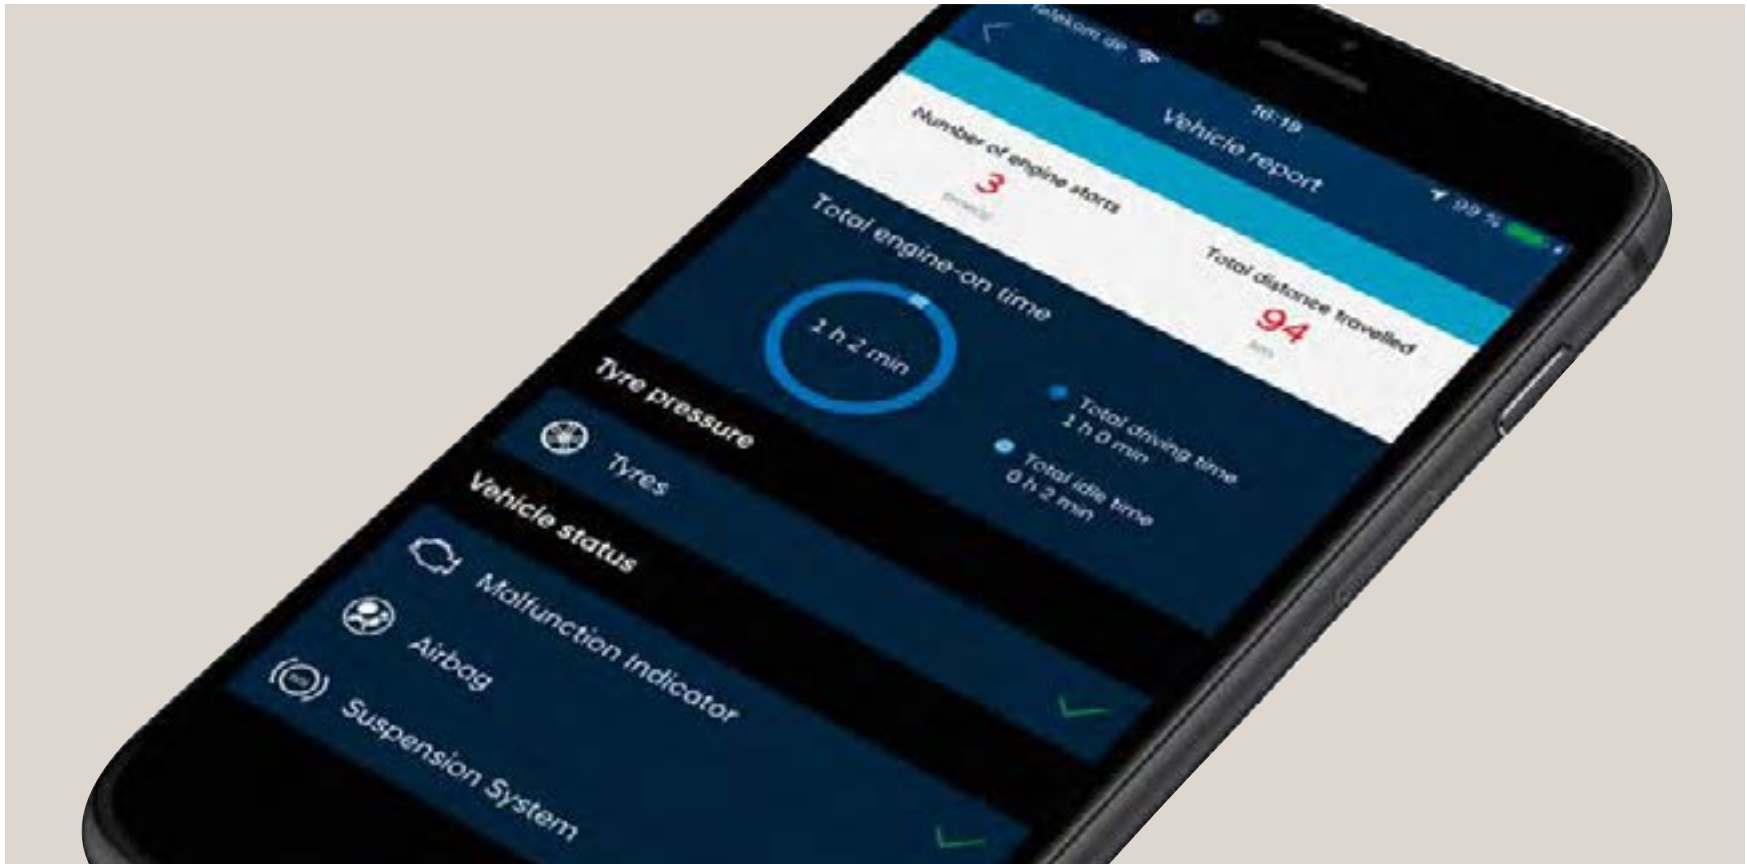 Telekom.de
16:19
99 %
Vehicle report
Number of engine starts
3
Total distance travelled
94
km
Total engine-on time
1 h 2 min
Total driving time
1 h 0 min
Total idle time
0 h 2 min
Tyre pressure
Tyres
Vehicle status
Malfunction Indicator
Airbag
Suspension System